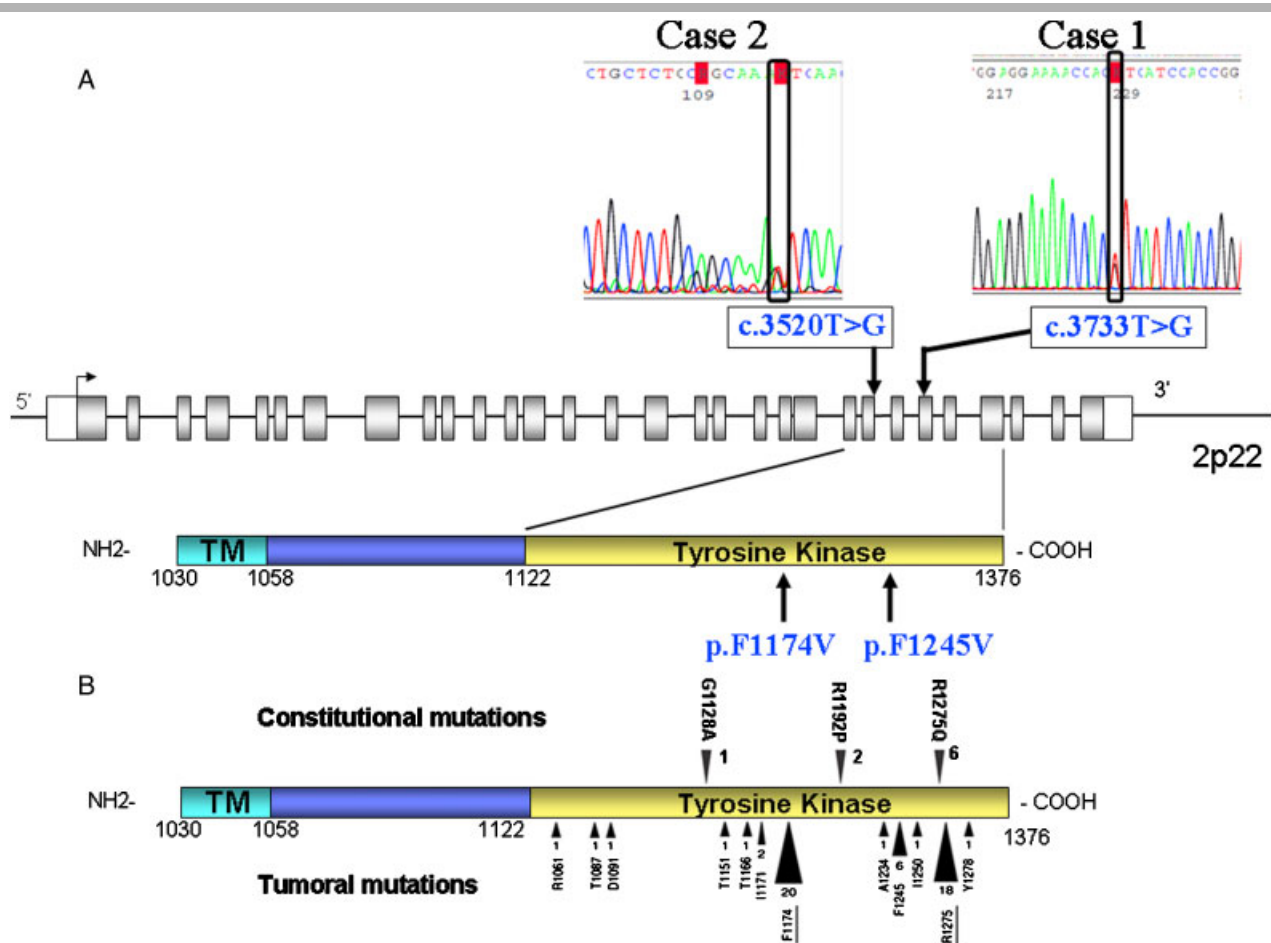 A
Case 2
Case 1
109
217 229
c.3520T>G
c.3733T>G
5'
3'
2p22
NH2-
TM
Tyrosine Kinase
- COOH
1030
1058
1122
1376
p.F1174V
p.F1245V
B
Constitutional mutations
G1128A
1
R1192P
2
R1275Q
6
NH2-
TM
Tyrosine Kinase
- COOH
1030
1058
1122
1376
Tumoral mutations
1
R1061
1
T1087
1
D1091
1
T1151
1
T1166
2
I1171
20
F1174
1
A1234
6
F1245
1
I1250
18
R1275
1
Y1278